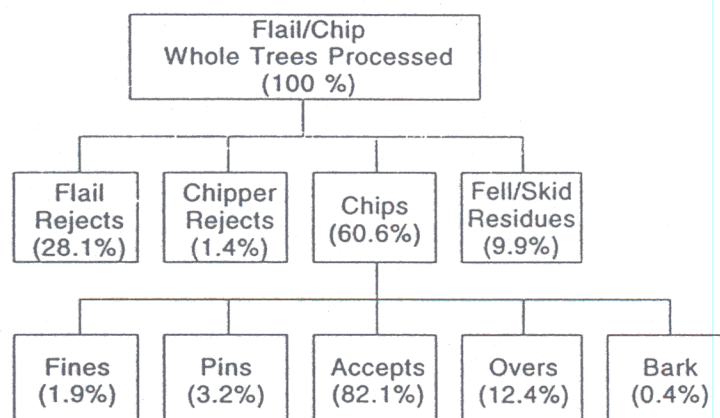 Flail/Chip
Whole Trees Processed
(100 %)
Flail
Rejects
(28.1%)
Chipper
Rejects
(1.4%)
Chips
(60.6%)
Fell/Skid
Residues
(9.9%)
Fines
(1.9%)
Pins
(3.2%)
Accepts
(82.1%)
Overs
(12.4%)
Bark
(0.4%)